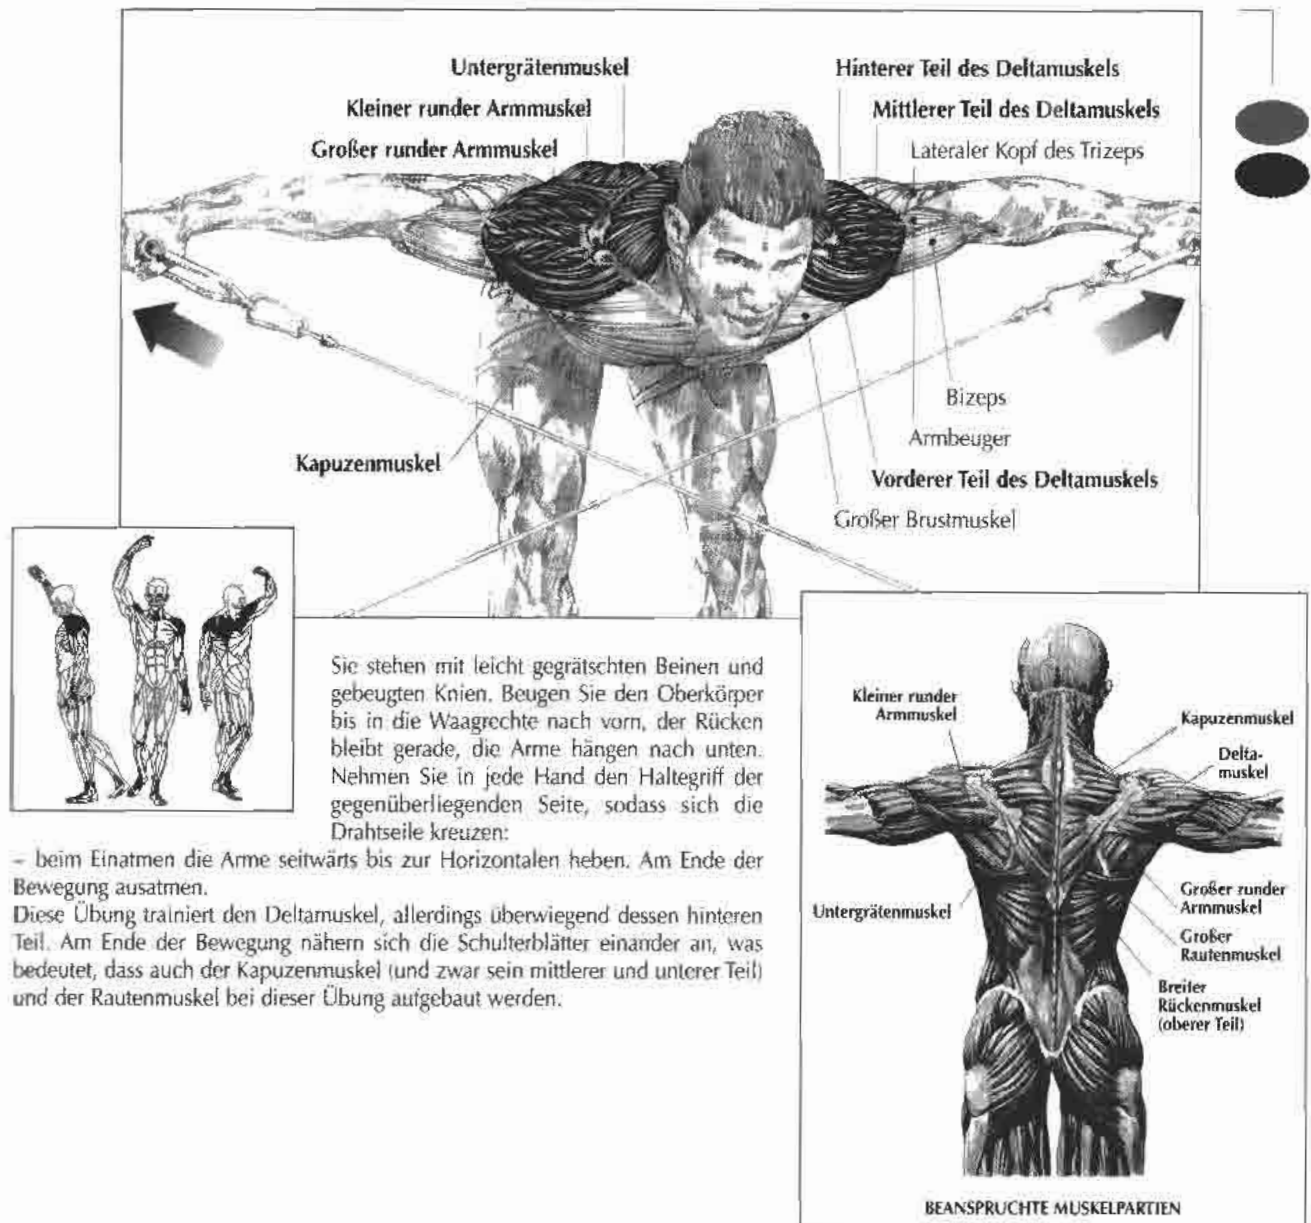 Untergrätenmuskel
Kleiner runder Armmuskel
Großer runder Armmuskel
Hinterer Teil des Deltamuskels
Mittlerer Teil des Deltamuskels
Lateraler Kopf des Trizeps
Kapuzenmuskel
Bizeps
Armbeuger
Vorderer Teil des Deltamuskels
Großer Brustmuskel
Sie stehen mit leicht gegrätschten Beinen und
gebeugten Knien. Beugen Sie den Oberkörper
bis in die Waagrechte nach vorn, der Rücken
bleibt gerade, die Arme hängen nach unten.
Nehmen Sie in jede Hand den Haltegriff der
gegenüberliegenden Seite, sodass sich die
Drahtseile kreuzen:
– beim Einatmen die Arme seitwärts bis zur Horizontalen heben. Am Ende der
Bewegung ausatmen.
Diese Übung trainiert den Deltamuskel, allerdings überwiegend dessen hinteren
Teil. Am Ende der Bewegung nähern sich die Schulterblätter einander an, was
bedeutet, dass auch der Kapuzenmuskel (und zwar sein mittlerer und unterer Teil)
und der Rautenmuskel bei dieser Übung aufgebaut werden.
Kleiner runder
Armmuskel
Kapuzenmuskel
Delta-
muskel
Untergrätenmuskel
Großer runder
Armmuskel
Großer
Rautenmuskel
Breiter
Rückenmuskel
(oberer Teil)
BEANSPRUCHTE MUSKELPARTIEN